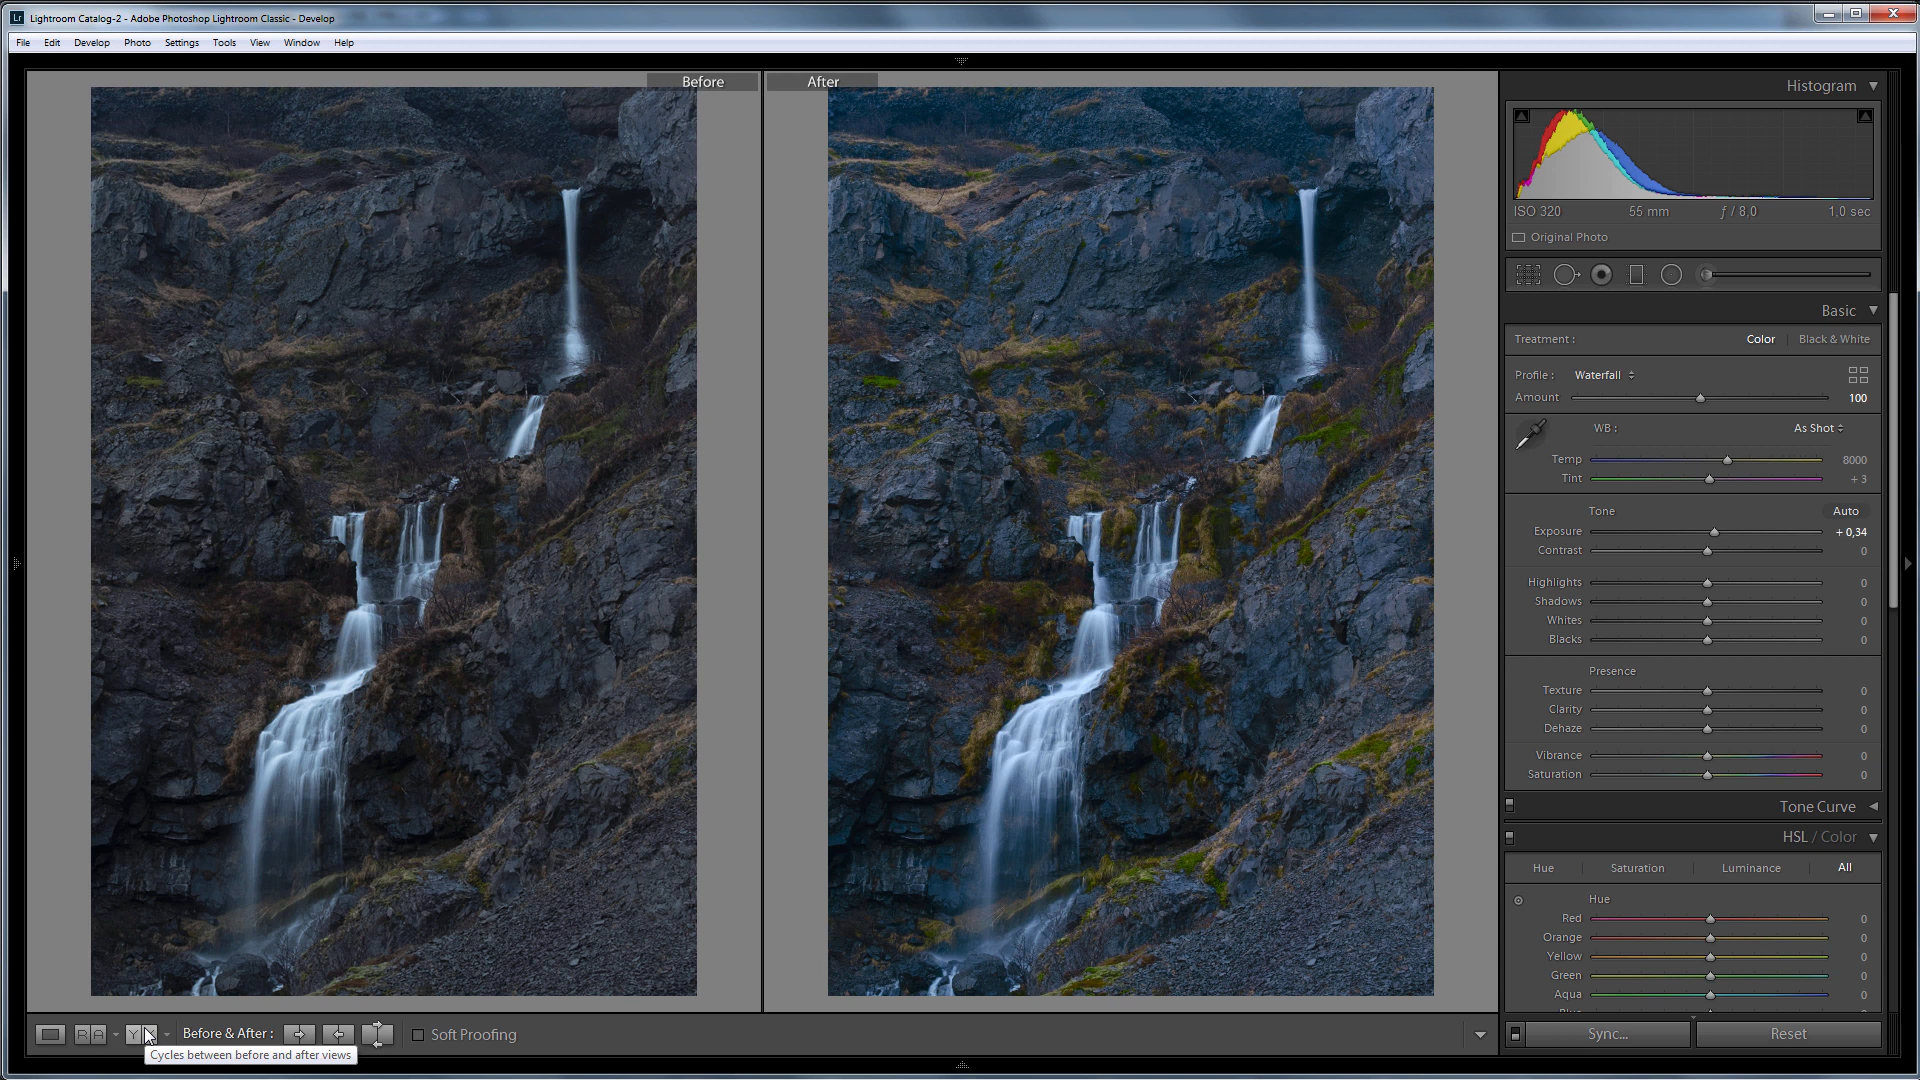 Lr Lightroom Catalog-2 - Adobe Photoshop Lightroom Classic - Develop
File Edit Develop Photo Settings Tools View Window Help
Before After
Histogram
ISO 320 55 mm ƒ / 8,0 1,0 sec
Original Photo
Basic
Treatment : Color Black & White
Profile : Waterfall
Amount 100
WB : As Shot
Temp 8000
Tint + 3
Tone Auto
Exposure + 0,34
Contrast 0
Highlights 0
Shadows 0
Whites 0
Blacks 0
Presence
Texture 0
Clarity 0
Dehaze 0
Vibrance 0
Saturation 0
Tone Curve
HSL / Color
Hue Saturation Luminance All
Hue
Red 0
Orange 0
Yellow 0
Green 0
Aqua 0
R A Y Before & After : Soft Proofing
Sync... Reset
Cycles between before and after views